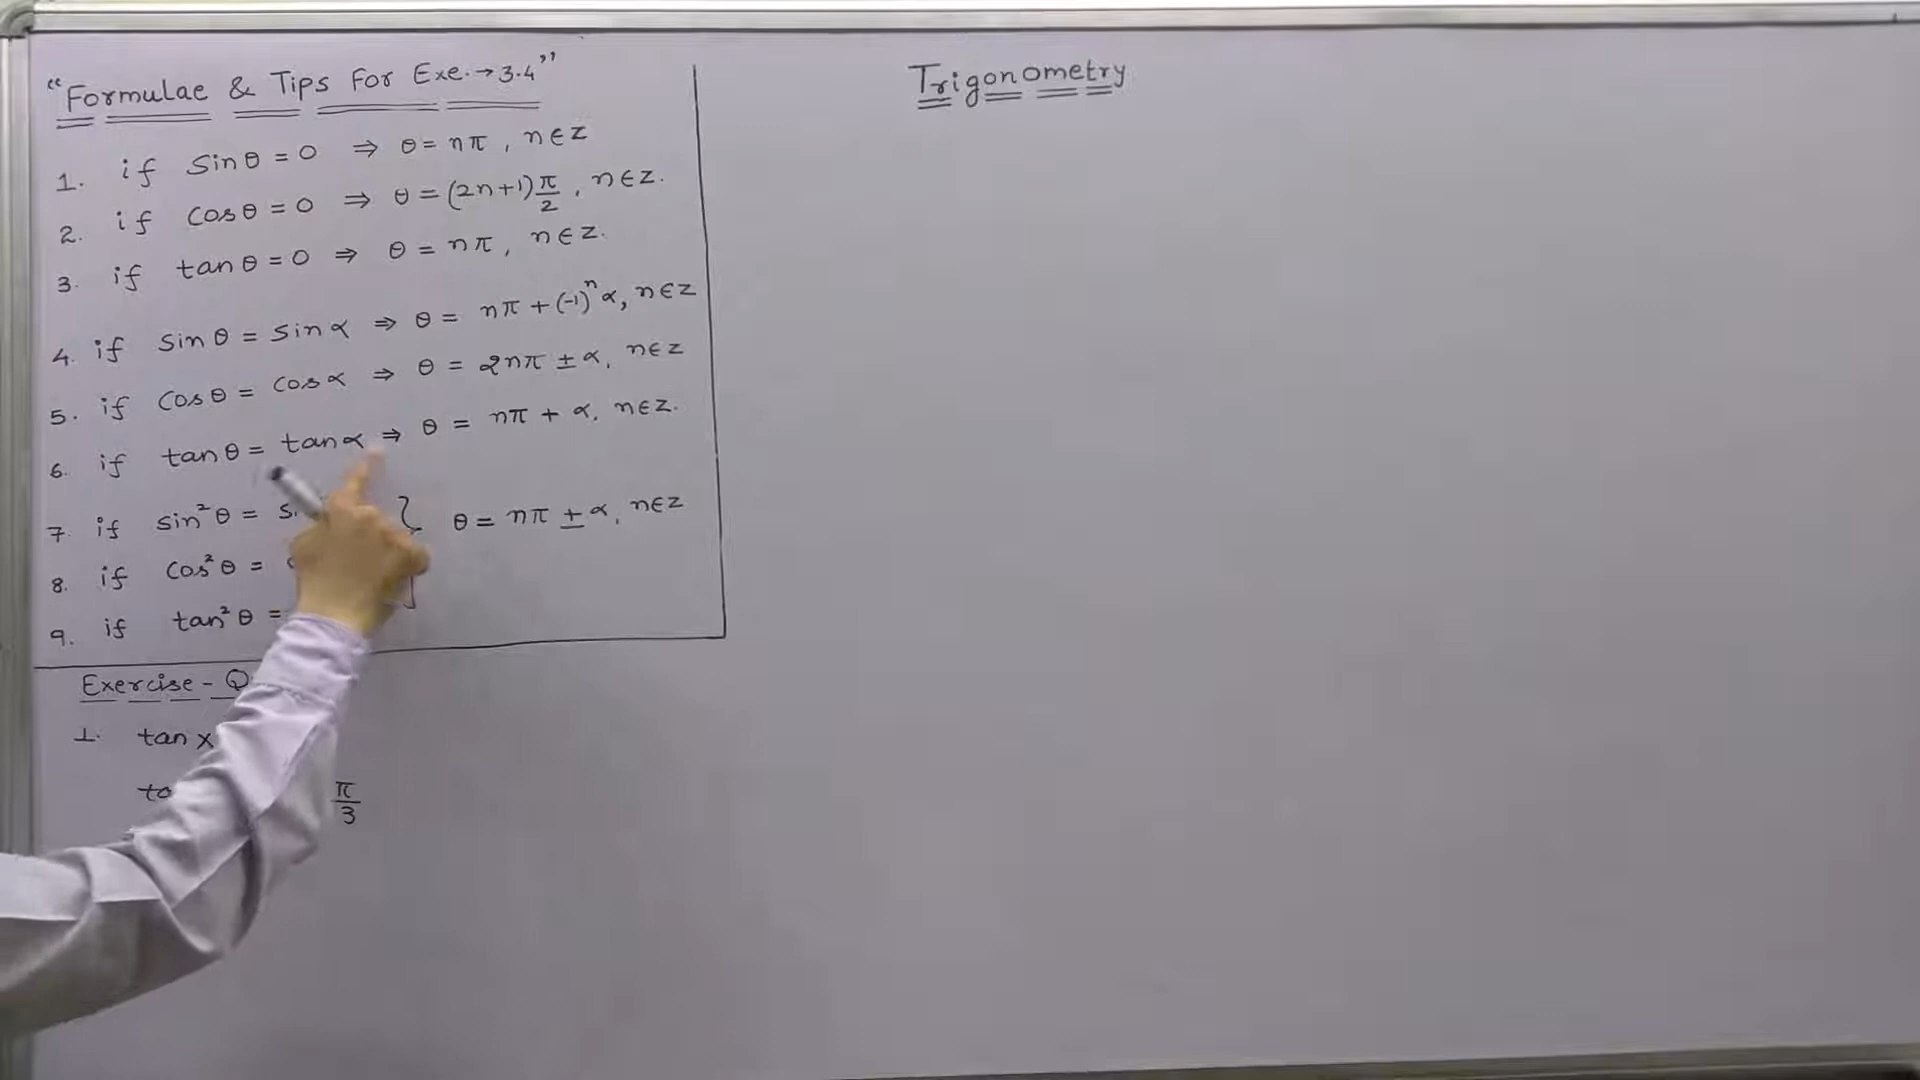 "Formulae & Tips For Exe.→3.4"
1. if sinθ = 0 ⇒ θ = nπ, n∈Z
2. if cosθ = 0 ⇒ θ = (2n+1)π/2, n∈Z.
3. if tanθ = 0 ⇒ θ = nπ, n∈Z.
4. if sinθ = sinα ⇒ θ = nπ + (-1)ⁿα, n∈Z
5. if cosθ = cosα ⇒ θ = 2nπ ± α, n∈Z
6. if tanθ = tanα ⇒ θ = nπ + α, n∈Z.
7. if sin²θ = } θ = nπ ± α, n∈Z
8. if cos²θ =
9. if tan²θ =
Exercise -
1. tan x
π/3
Trigonometry